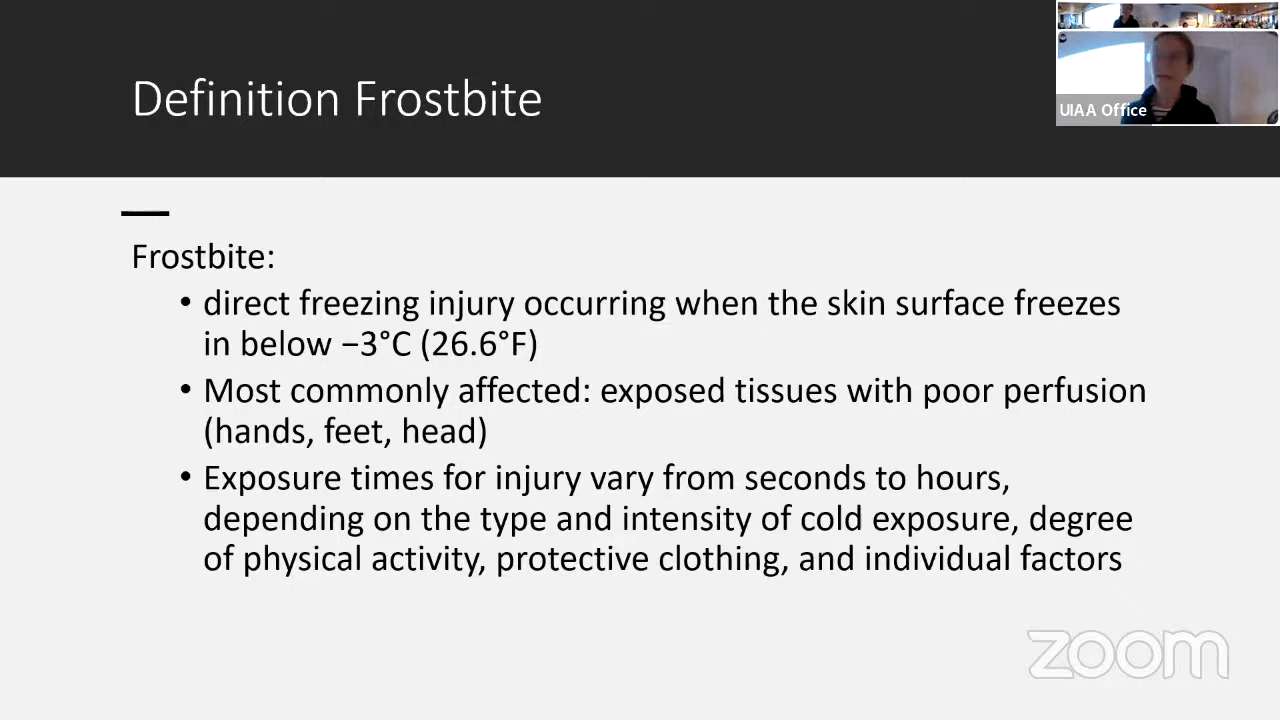 Definition Frostbite
UIAA Office
Frostbite:
• direct freezing injury occurring when the skin surface freezes
in below −3°C (26.6°F)
• Most commonly affected: exposed tissues with poor perfusion
(hands, feet, head)
• Exposure times for injury vary from seconds to hours,
depending on the type and intensity of cold exposure, degree
of physical activity, protective clothing, and individual factors
zoom